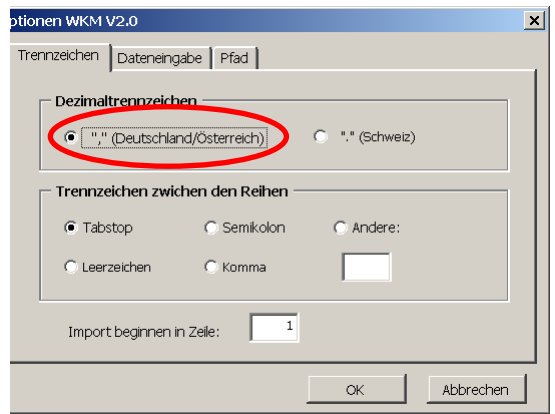 ptionen WKM V2.0
Trennzeichen Dateneingabe Pfad
Dezimaltrennzeichen
"," (Deutschland/Österreich) "." (Schweiz)
Trennzeichen zwichen den Reihen
Tabstop Semikolon Andere:
Leerzeichen Komma
Import beginnen in Zeile: 1
OK Abbrechen